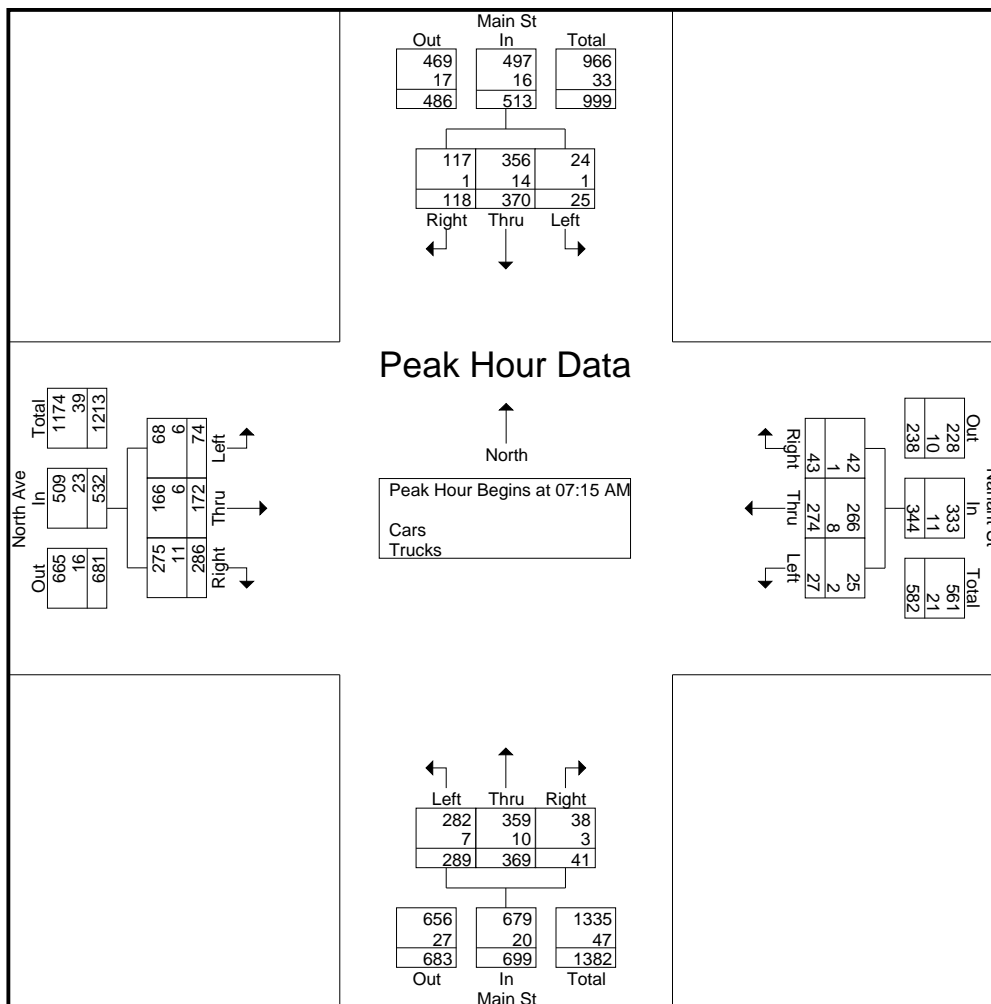 Main St
Out In Total
469 497 966
17 16 33
486 513 999
117 356 24
1 14 1
118 370 25
Right Thru Left
Peak Hour Data
North
Peak Hour Begins at 07:15 AM
Cars
Trucks
North Ave
Out In Total
665 509 1174
16 23 39
681 532 1213
275 166 68
11 6 6
286 172 74
Right Thru Left
Out In Total
228 333 561
10 11 21
238 344 582
42 266 25
1 8 2
43 274 27
Right Thru Left
Left Thru Right
282 359 38
7 10 3
289 369 41
656 679 1335
27 20 47
683 699 1382
Out In Total
Main St